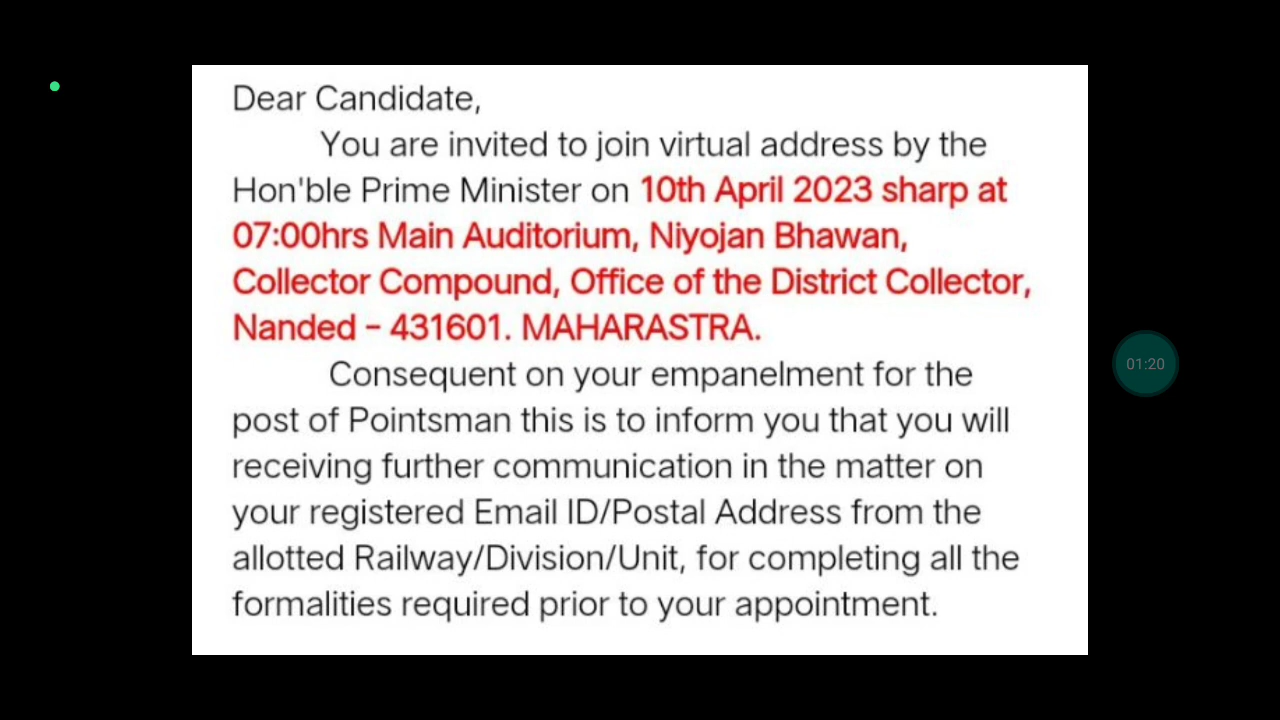 Dear Candidate,
You are invited to join virtual address by the
Hon'ble Prime Minister on 10th April 2023 sharp at
07:00hrs Main Auditorium, Niyojan Bhawan,
Collector Compound, Office of the District Collector,
Nanded – 431601. MAHARASTRA.
Consequent on your empanelment for the
post of Pointsman this is to inform you that you will
receiving further communication in the matter on
your registered Email ID/Postal Address from the
allotted Railway/Division/Unit, for completing all the
formalities required prior to your appointment.
01:20